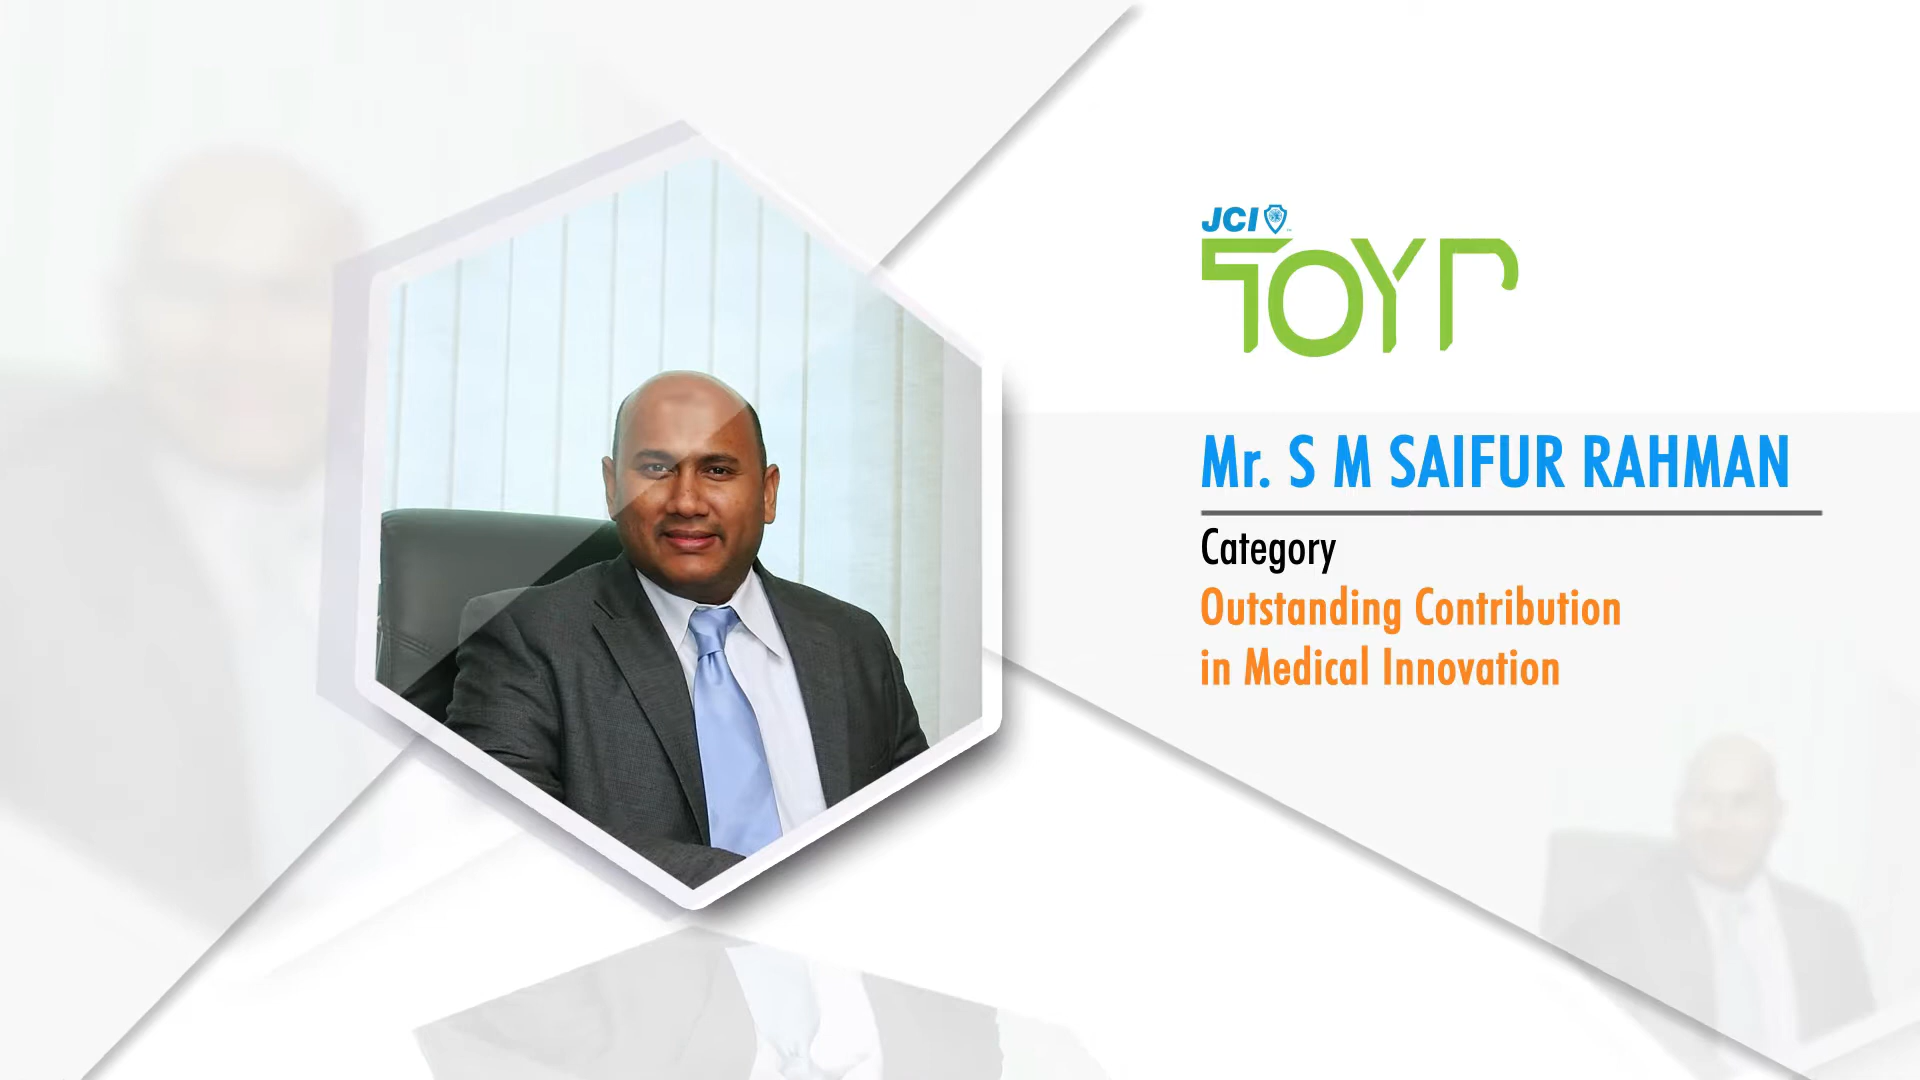 JCI
TOYP
Mr. S M SAIFUR RAHMAN
Category
Outstanding Contribution
in Medical Innovation